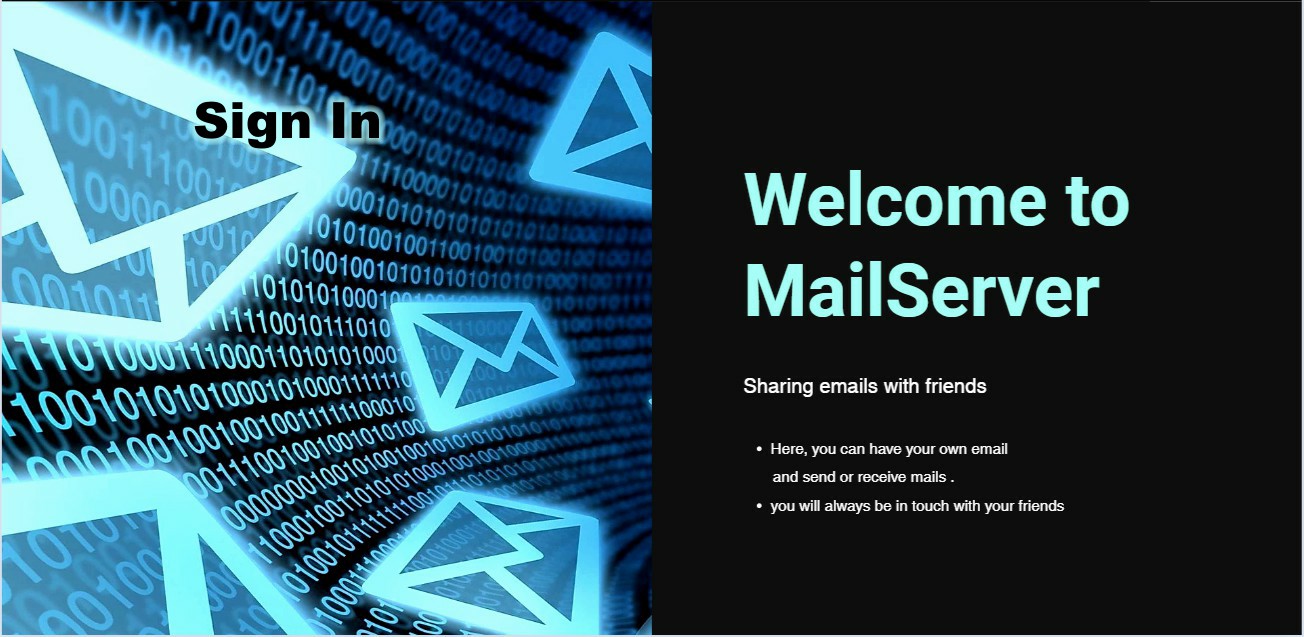 Sign In
Welcome to
MailServer
Sharing emails with friends
• Here, you can have your own email
and send or receive mails .
• you will always be in touch with your friends